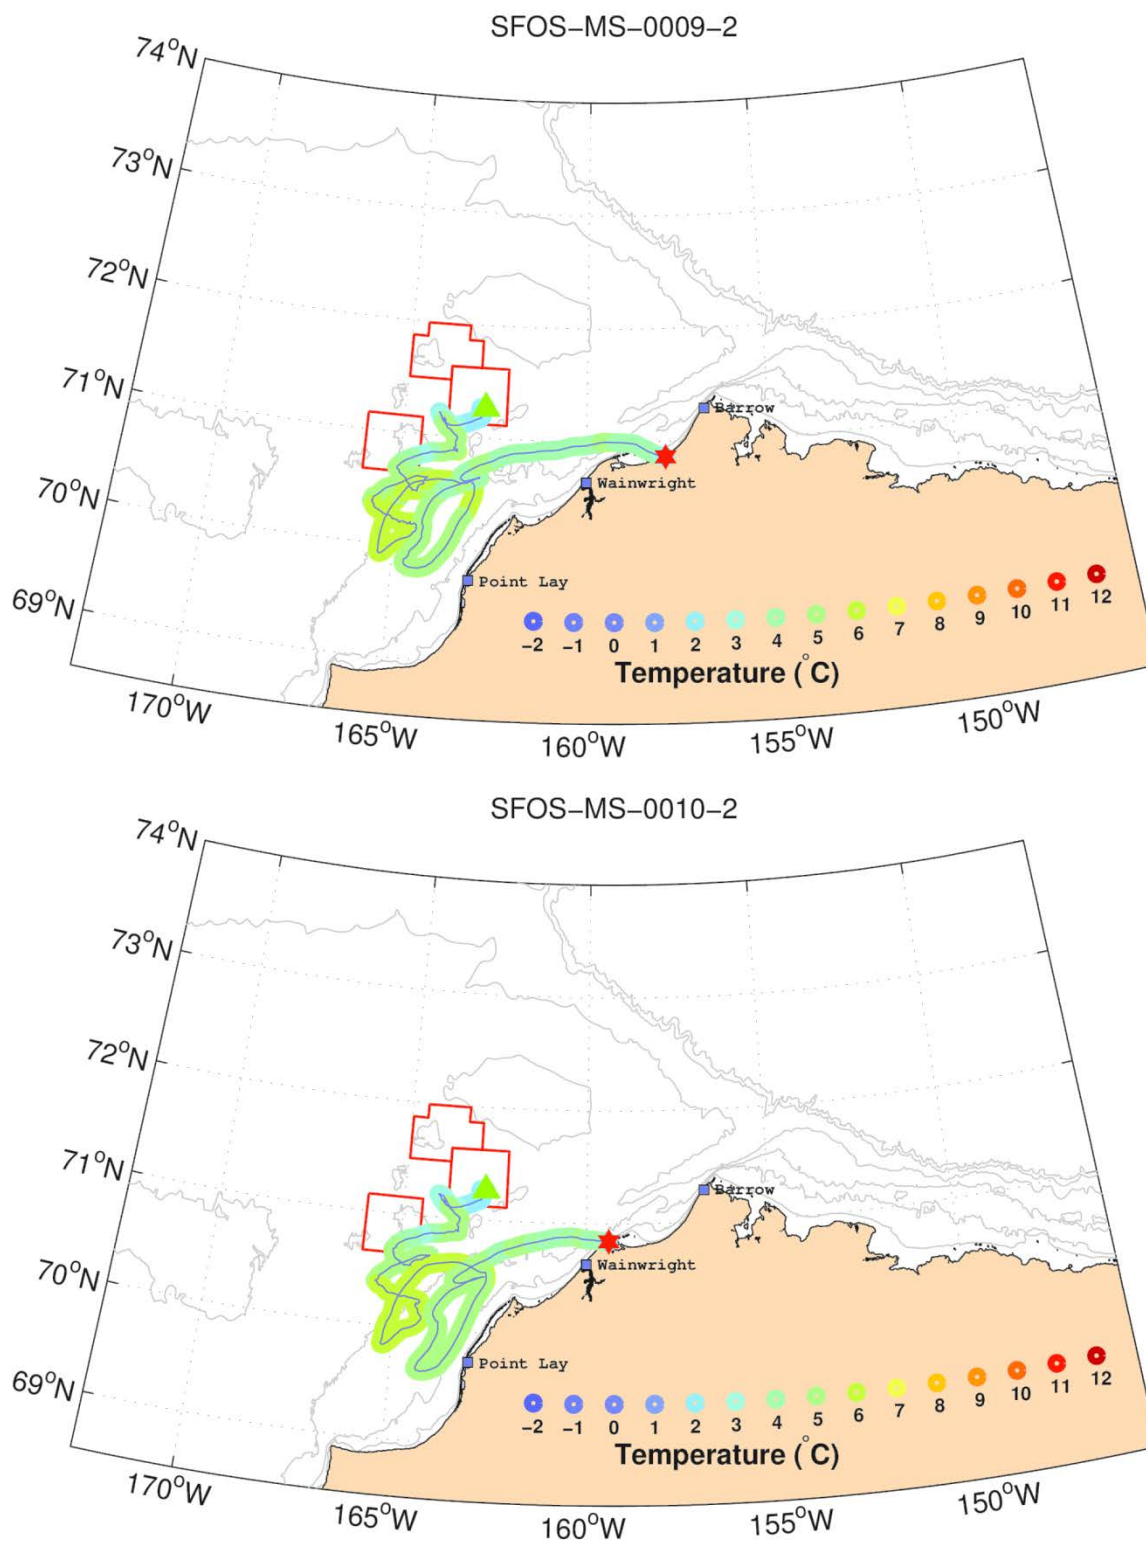 SFOS-MS-0009-2
74°N
73°N
72°N
71°N
70°N
69°N
Barrow
Wainwright
Point Lay
-2 -1 0 1 2 3 4 5 6 7 8 9 10 11 12
Temperature (°C)
170°W 165°W 160°W 155°W 150°W
SFOS-MS-0010-2
74°N
73°N
72°N
71°N
70°N
69°N
Barrow
Wainwright
Point Lay
-2 -1 0 1 2 3 4 5 6 7 8 9 10 11 12
Temperature (°C)
170°W 165°W 160°W 155°W 150°W